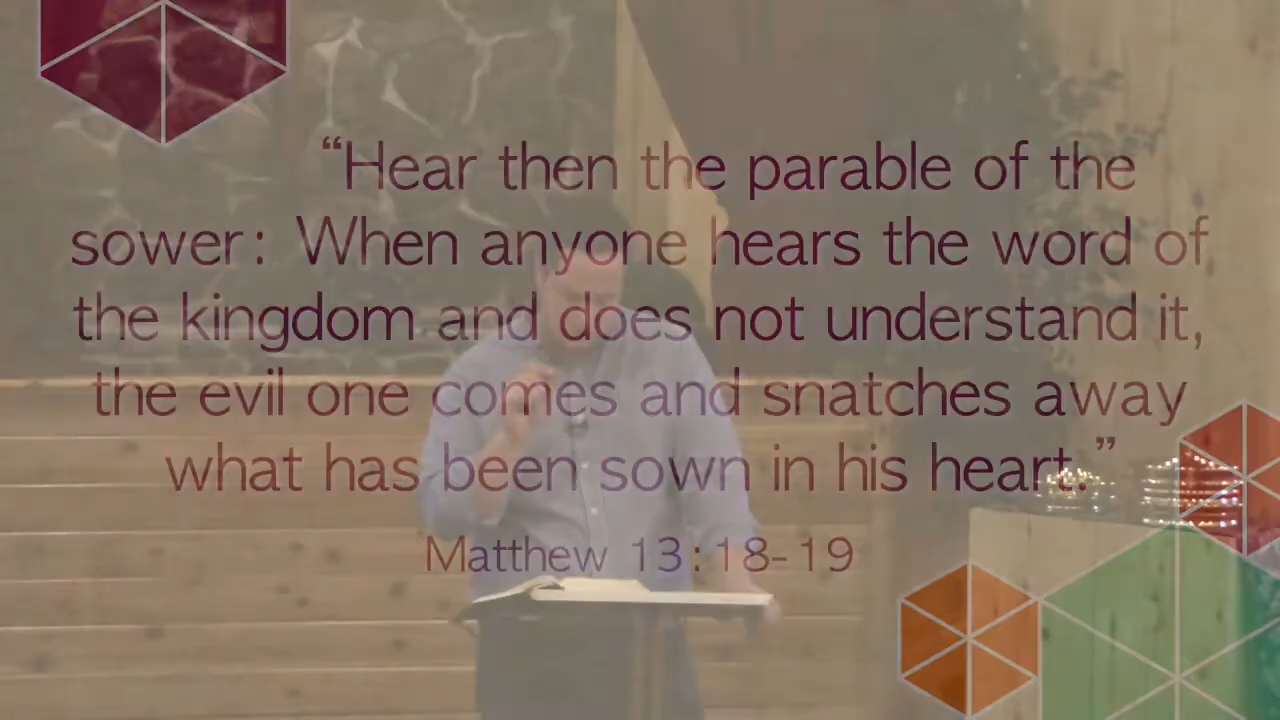 “Hear then the parable of the
sower: When anyone hears the word of
the kingdom and does not understand it,
the evil one comes and snatches away
what has been sown in his heart.”
Matthew 13:18-19